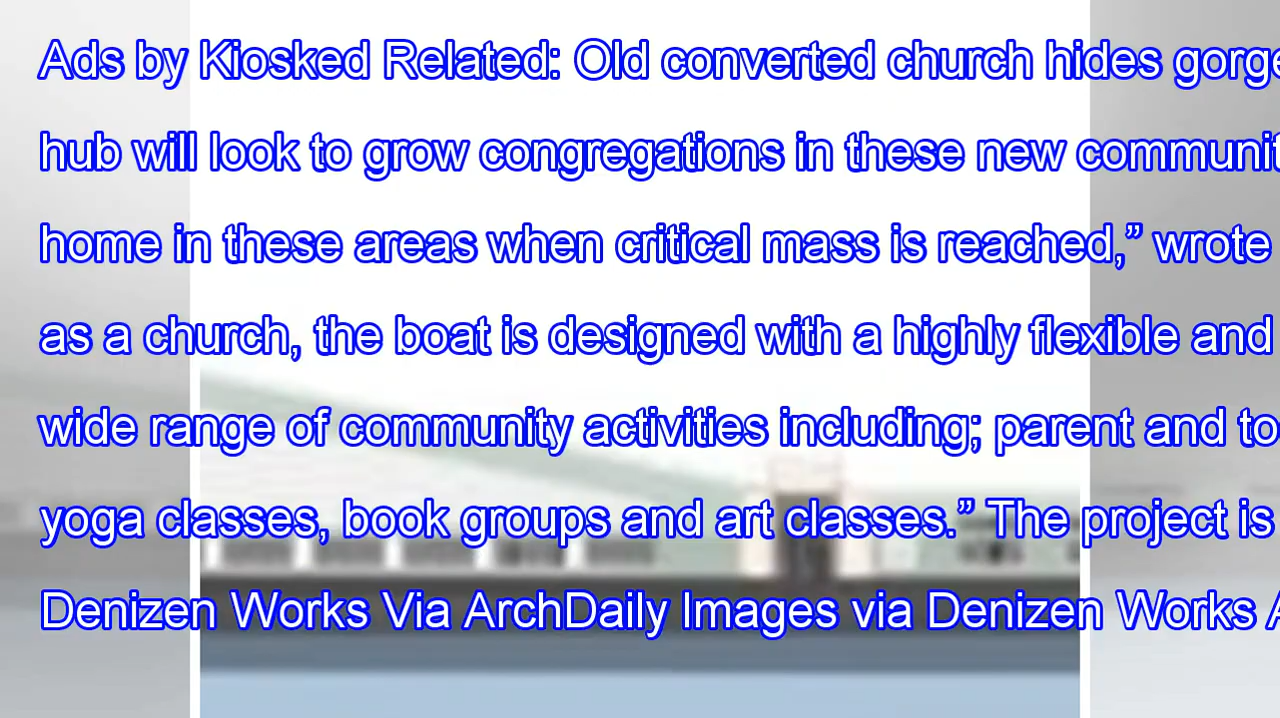 Ads by Kiosked Related: Old converted church hides
hub will look to grow congregations in these new
home in these areas when critical mass is reached,” wrote
as a church, the boat is designed with a highly flexible and
wide range of community activities including; parent and
yoga classes, book groups and art classes.” The project is
Denizen Works Via ArchDaily Images via Denizen Works